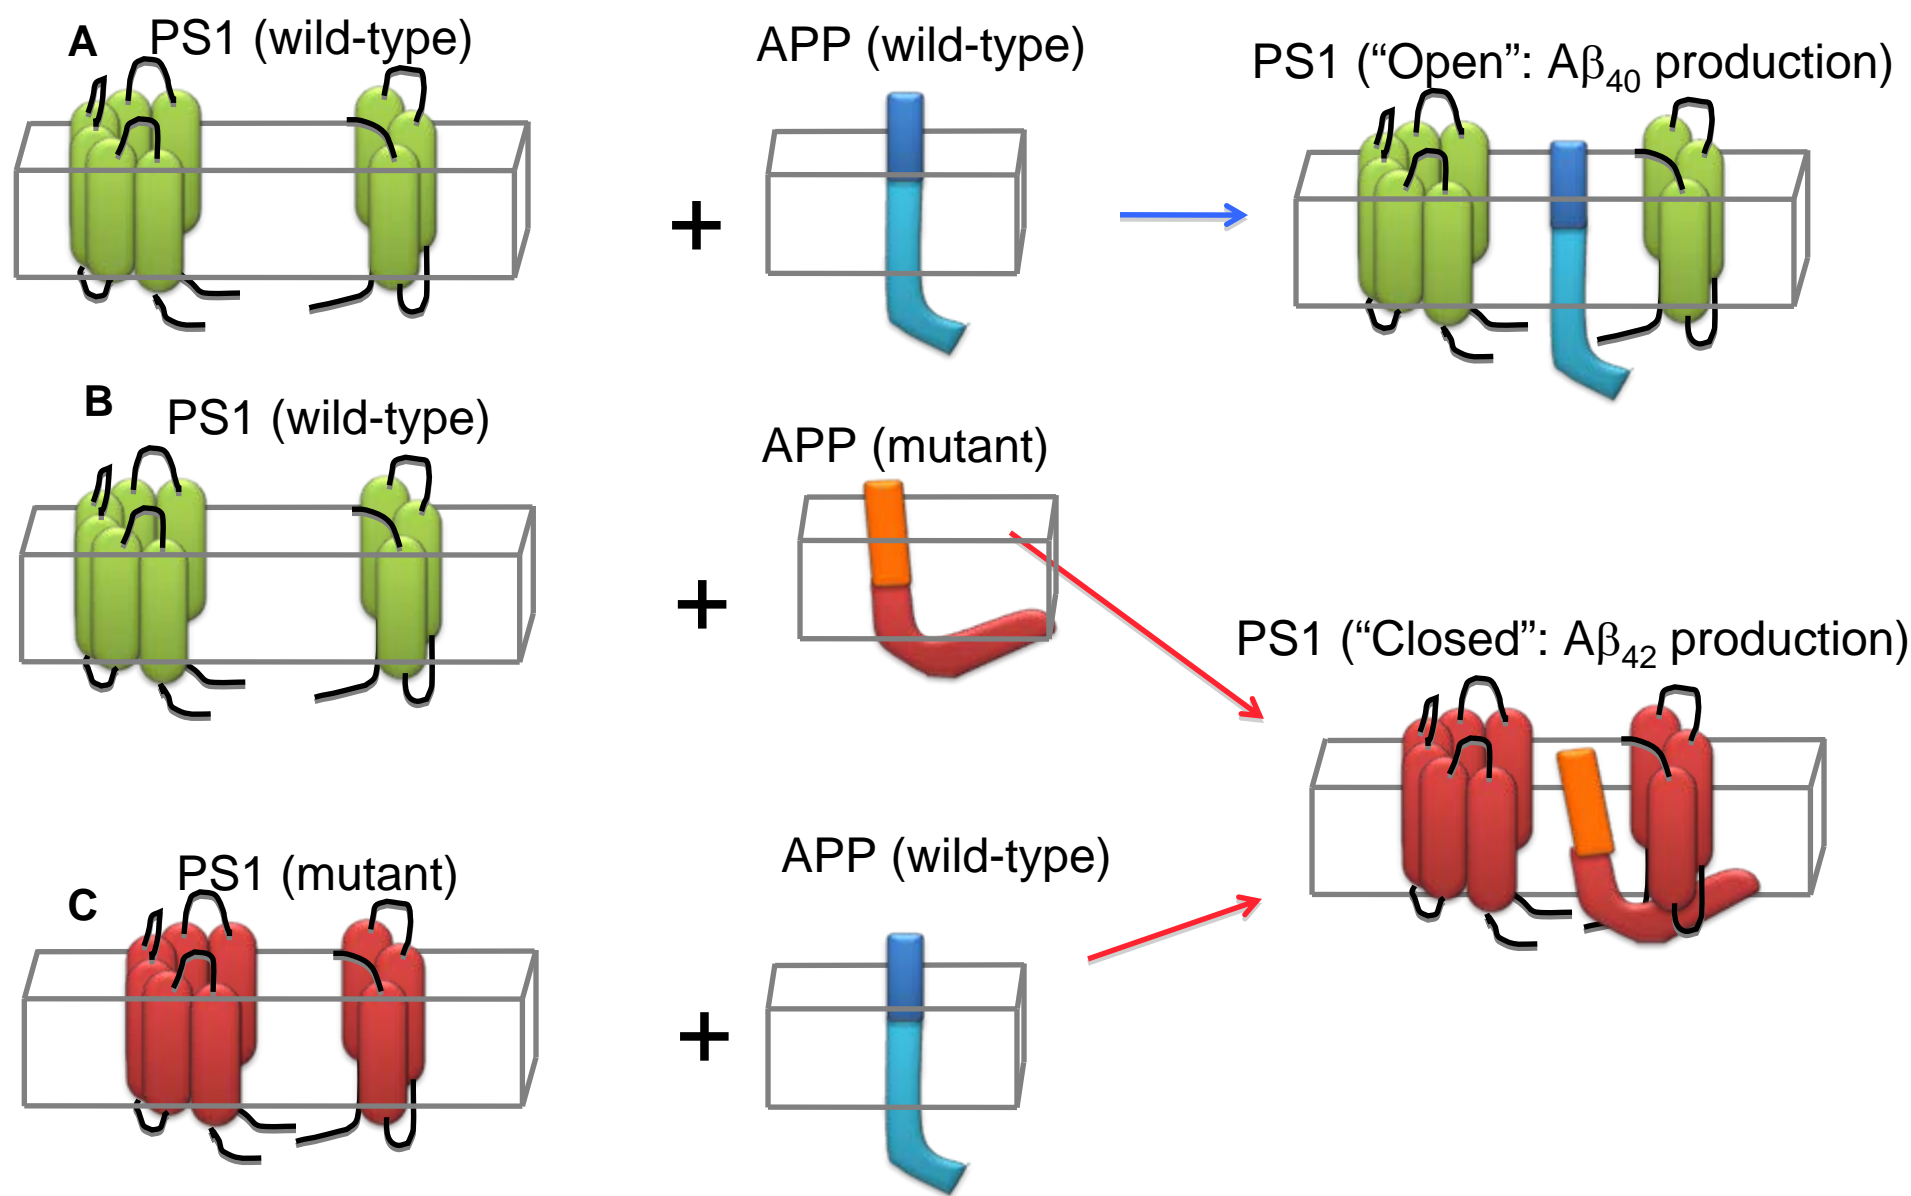 A PS1 (wild-type)
APP (wild-type)
PS1 (“Open”: Aβ40 production)
+
B PS1 (wild-type)
APP (mutant)
+
PS1 (“Closed”: Aβ42 production)
C PS1 (mutant)
APP (wild-type)
+